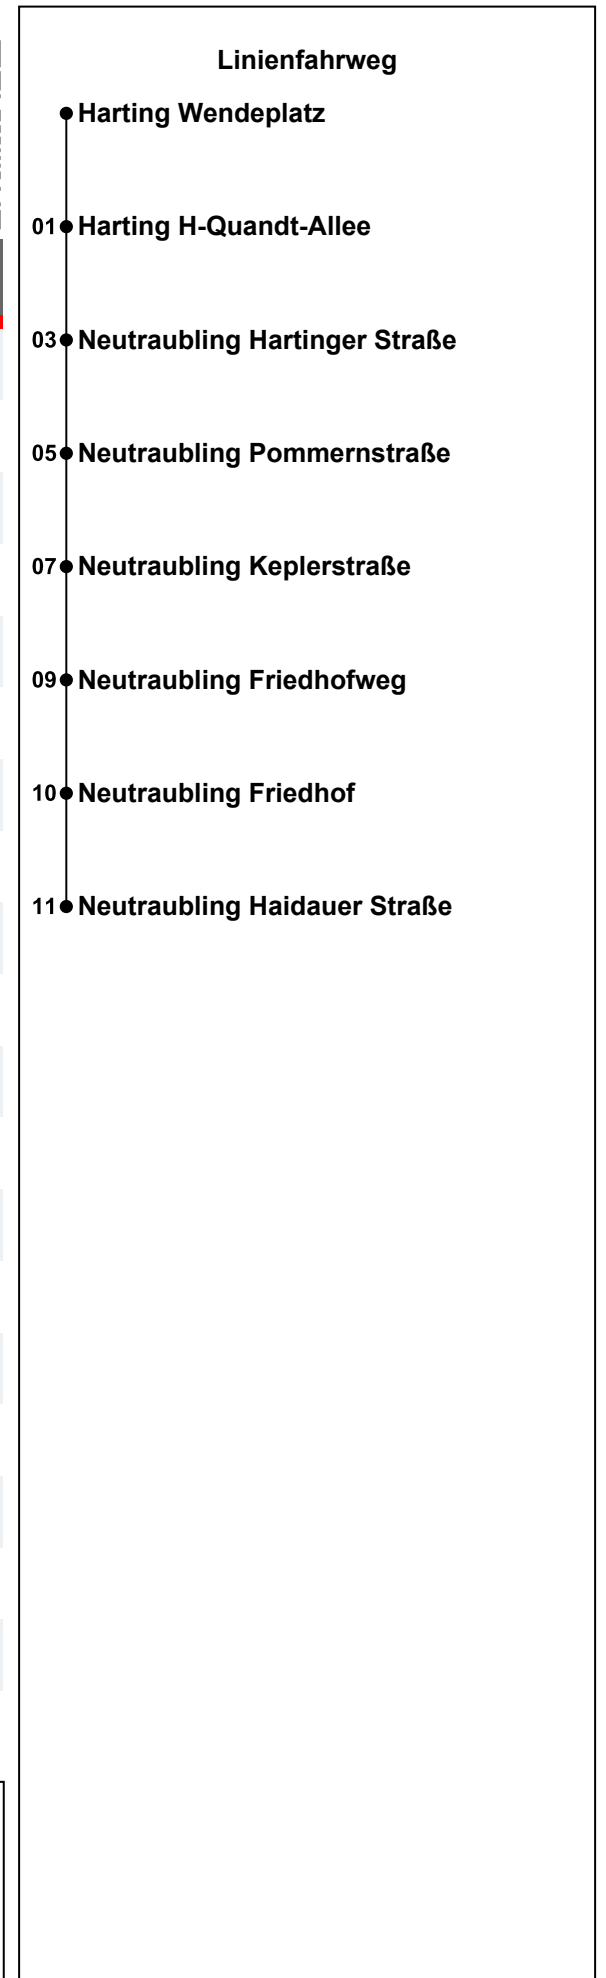 Linienfahrweg
Harting Wendeplatz
01 Harting H-Quandt-Allee
03 Neutraubling Hartinger Straße
05 Neutraubling Pommernstraße
07 Neutraubling Keplerstraße
09 Neutraubling Friedhofweg
10 Neutraubling Friedhof
11 Neutraubling Haidauer Straße